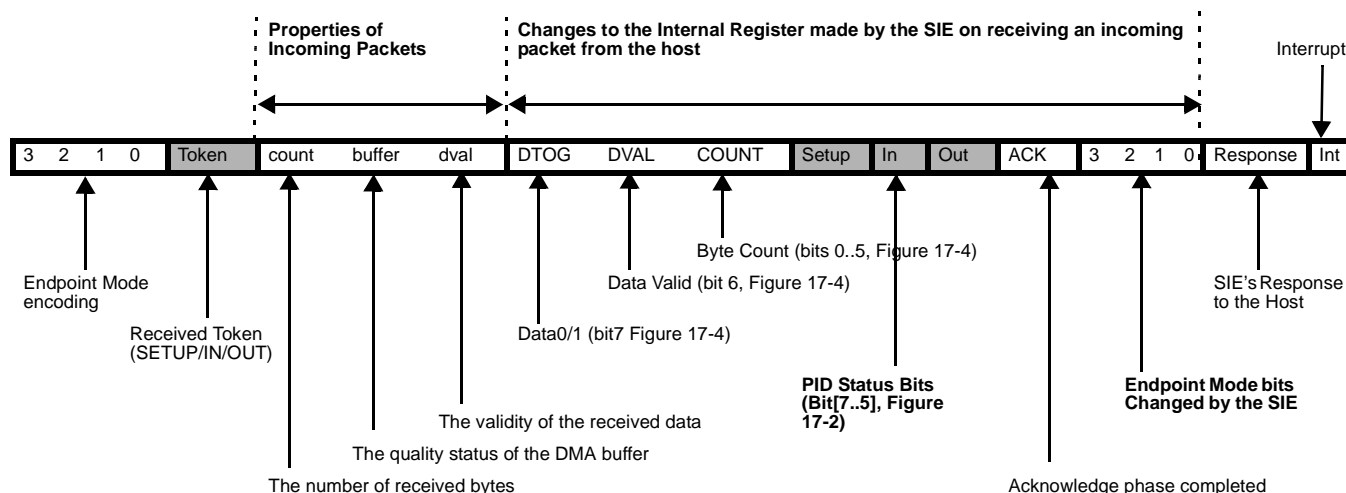 Properties of
Incoming Packets
Changes to the Internal Register made by the SIE on receiving an incoming
packet from the host
Interrupt
3 2 1 0 Token count buffer dval DTOG DVAL COUNT Setup In Out ACK 3 2 1 0 Response Int
Byte Count (bits 0..5, Figure 17-4)
Endpoint Mode
encoding
Data Valid (bit 6, Figure 17-4)
SIE's Response
to the Host
Received Token
(SETUP/IN/OUT)
Data0/1 (bit7 Figure 17-4)
PID Status Bits
(Bit[7..5], Figure
17-2)
Endpoint Mode bits
Changed by the SIE
The validity of the received data
The quality status of the DMA buffer
The number of received bytes
Acknowledge phase completed